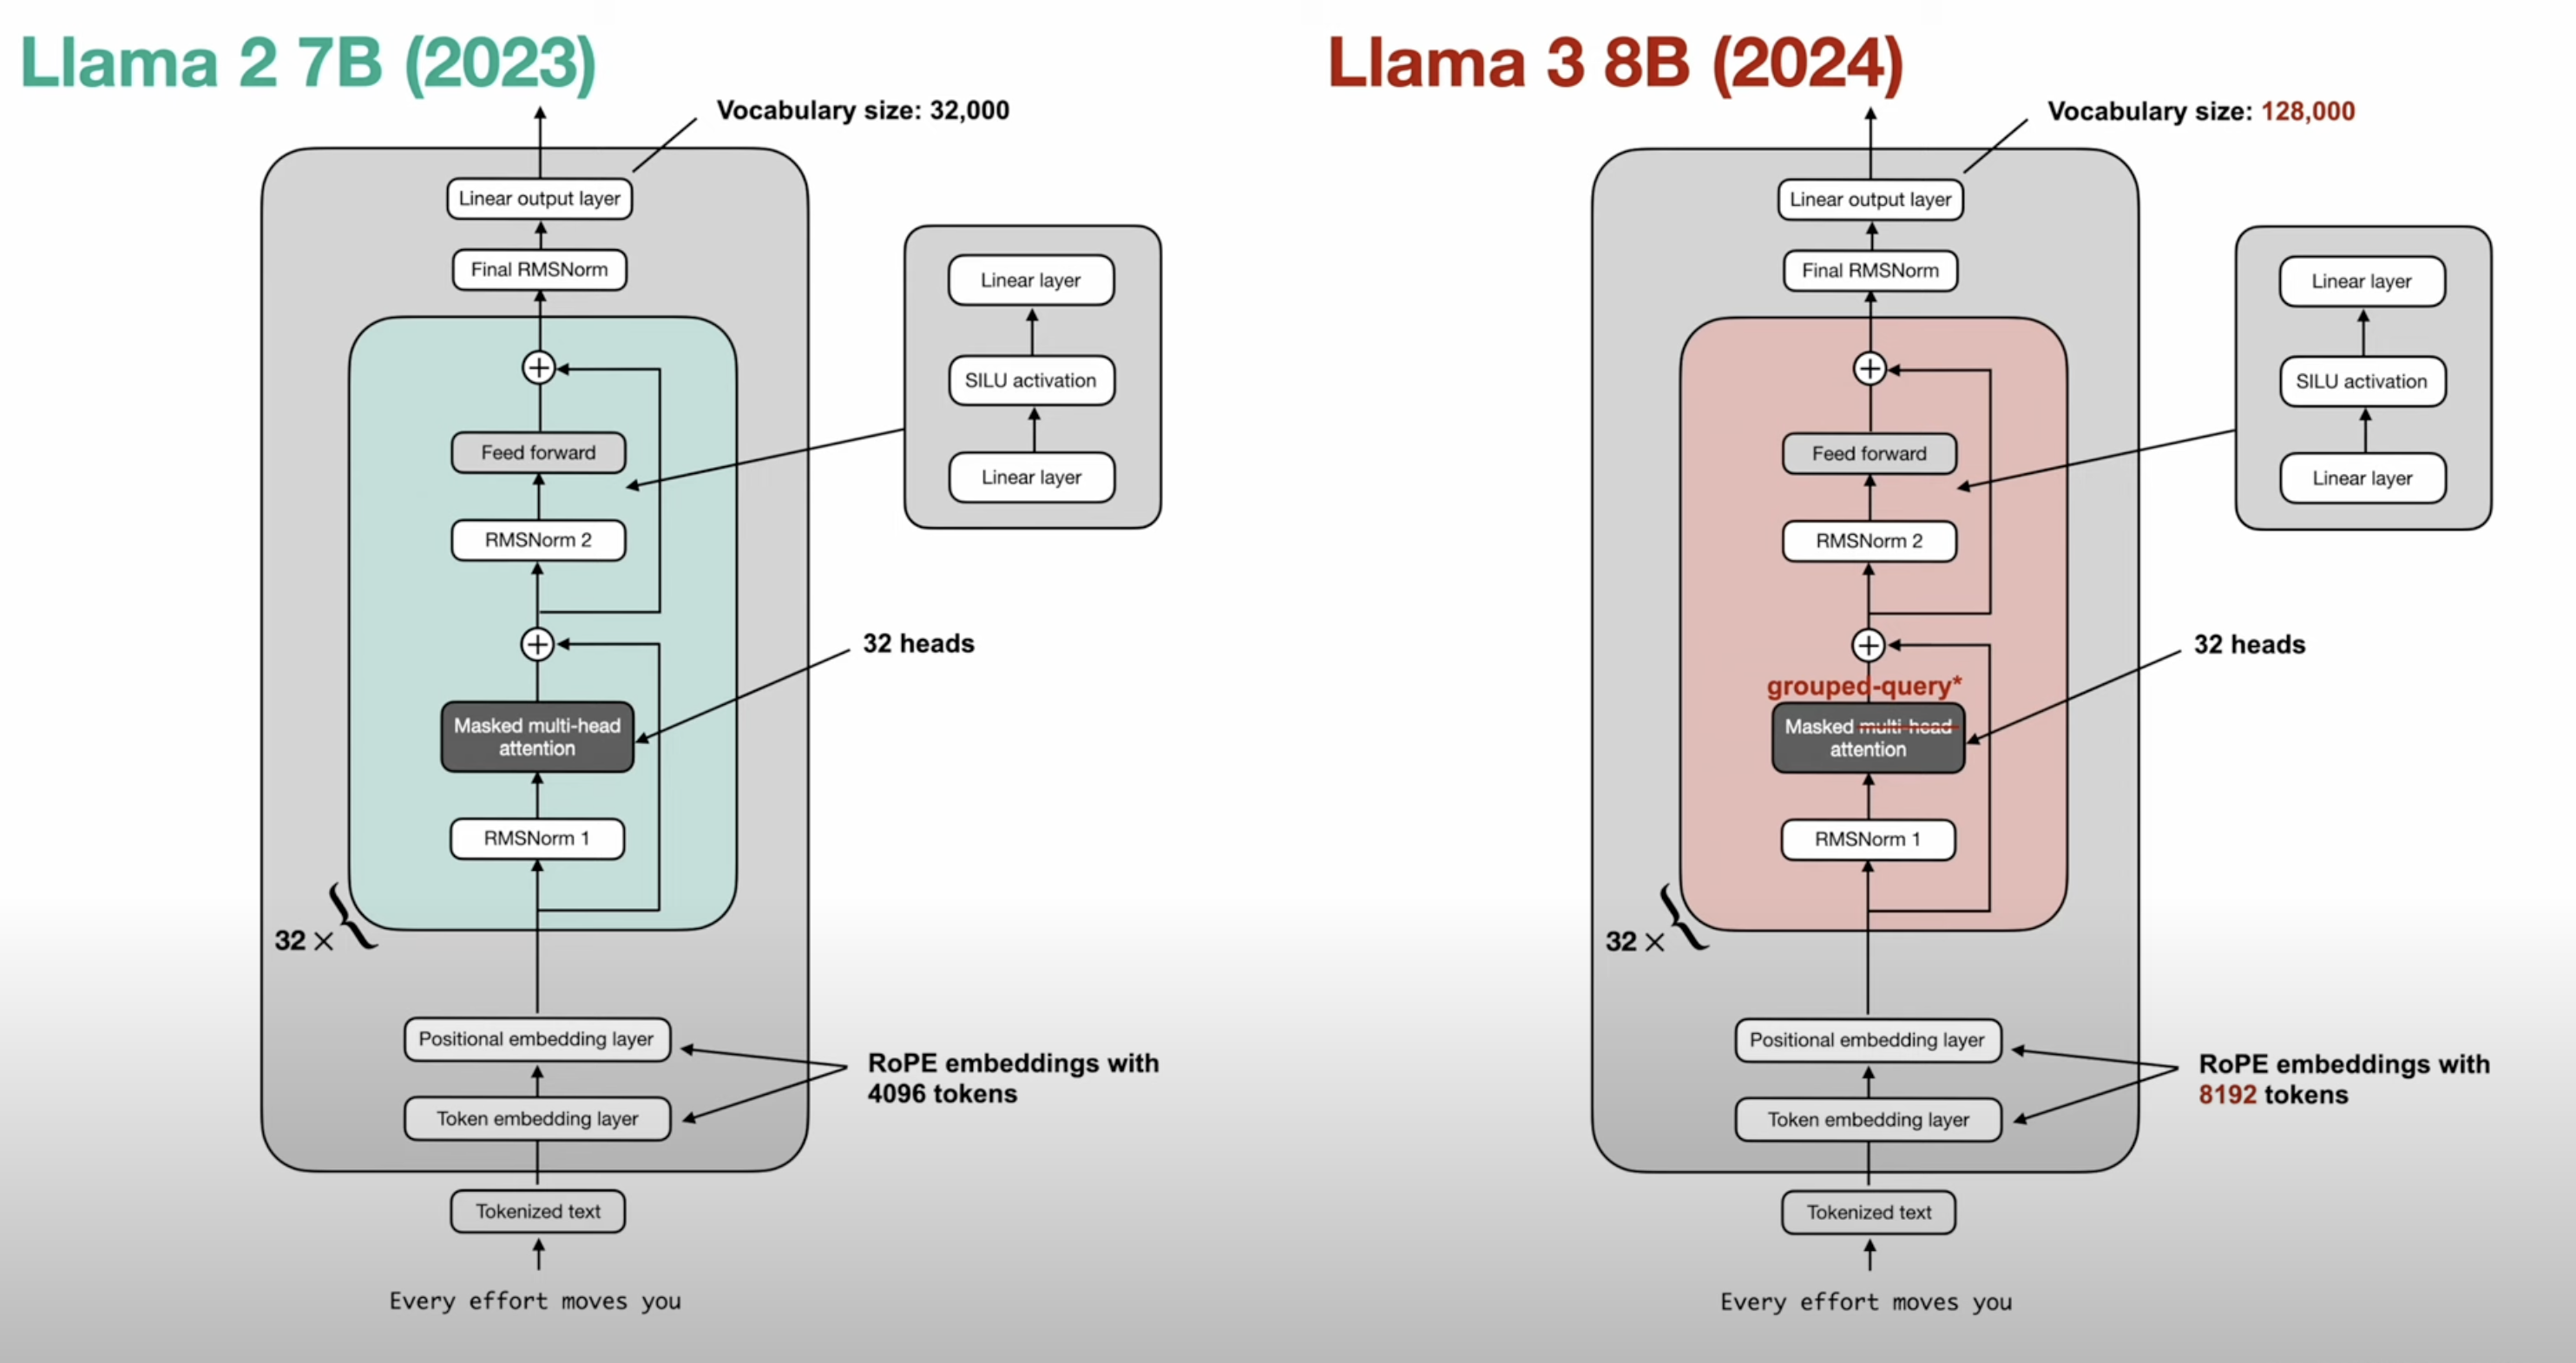 Llama 2 7B (2023)
Vocabulary size: 32,000
Linear output layer
Final RMSNorm
Linear layer
SILU activation
Linear layer
Feed forward
RMSNorm 2
32 heads
Masked multi-head
attention
RMSNorm 1
32 ×
Positional embedding layer
RoPE embeddings with
4096 tokens
Token embedding layer
Tokenized text
Every effort moves you
Llama 3 8B (2024)
Vocabulary size: 128,000
Linear output layer
Final RMSNorm
Linear layer
SILU activation
Linear layer
Feed forward
RMSNorm 2
32 heads
grouped-query*
Masked multi-head
attention
RMSNorm 1
32 ×
Positional embedding layer
RoPE embeddings with
8192 tokens
Token embedding layer
Tokenized text
Every effort moves you